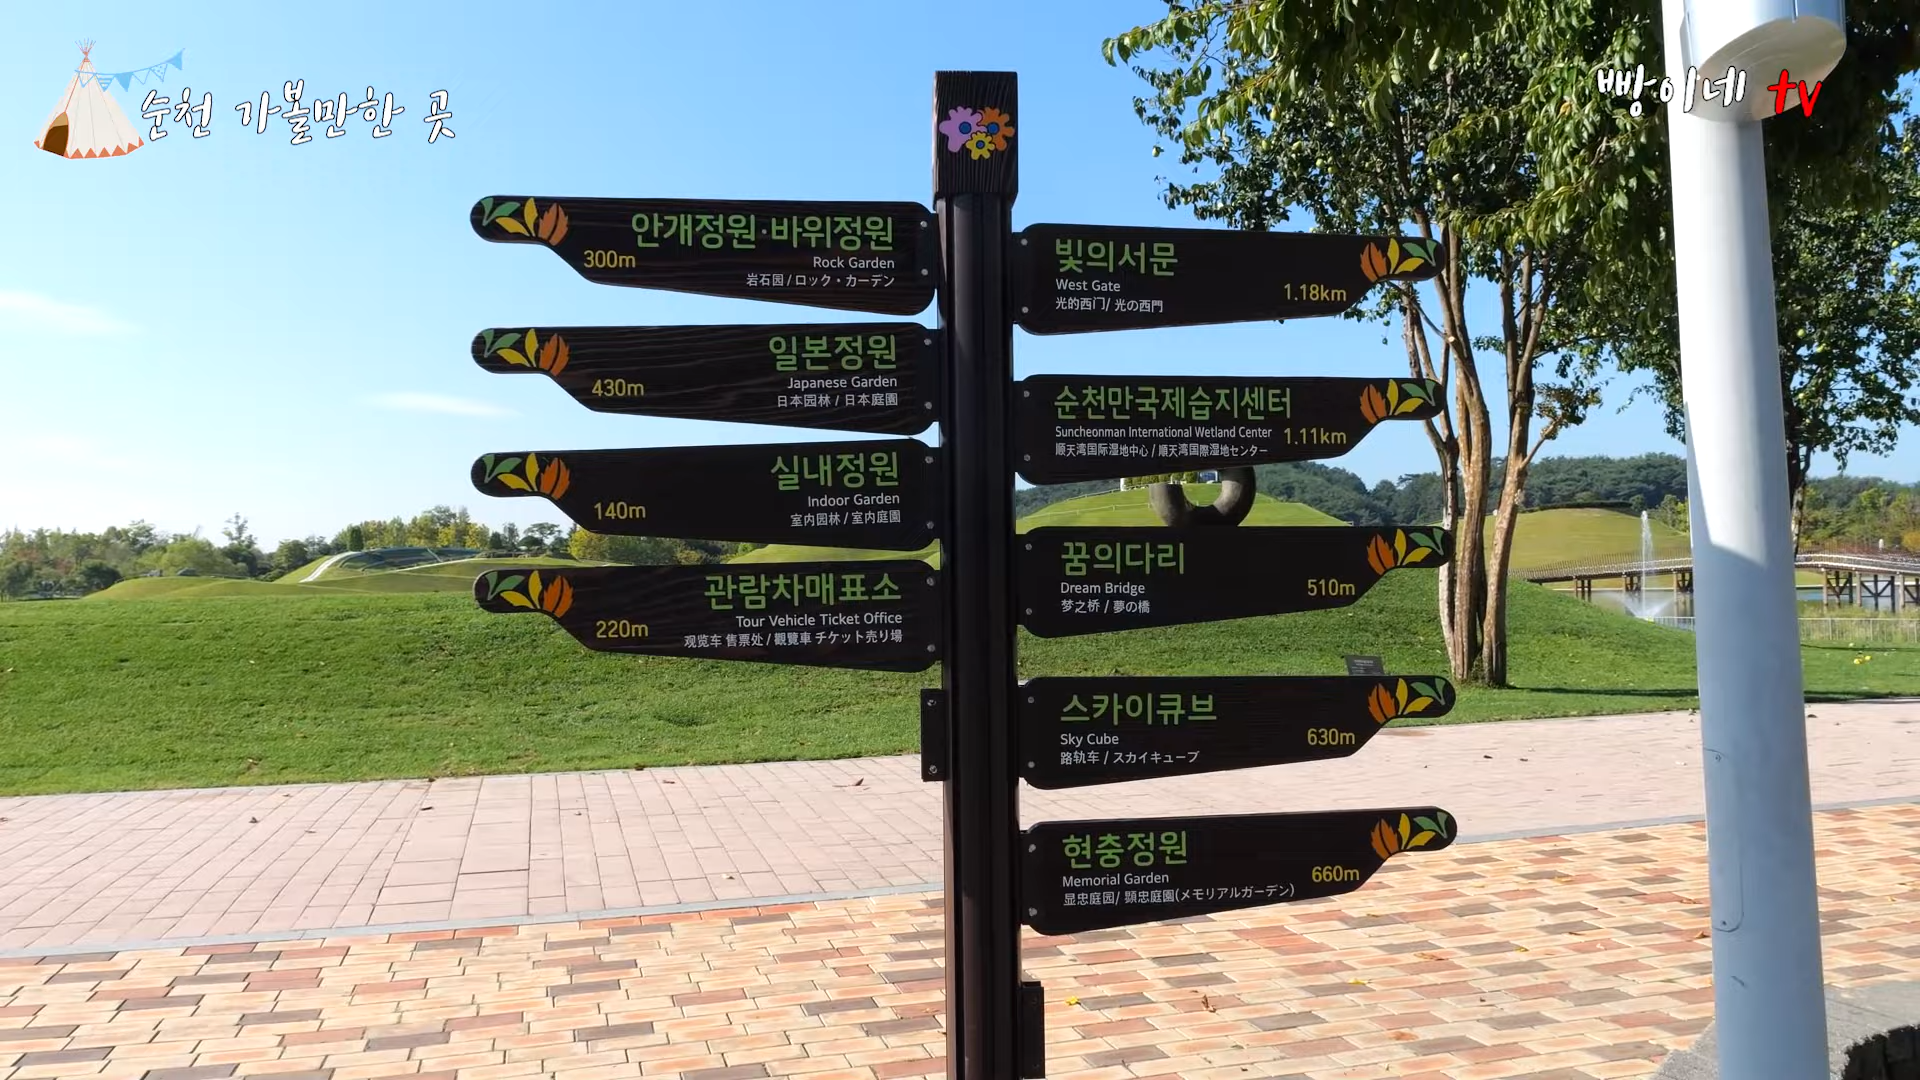 순천 가볼만한 곳
빵이네 tv
안개정원·바위정원
300m
Rock Garden
岩石园 / ロック・カーデン
일본정원
430m
Japanese Garden
日本园林 / 日本庭園
실내정원
140m
Indoor Garden
室内园林 / 室内庭園
관람차매표소
220m
Tour Vehicle Ticket Office
观览车 售票处 / 觀覽車 チケット売り場
빛의서문
West Gate
1.18km
光的西门/ 光の西門
순천만국제습지센터
Suncheonman International Wetland Center
1.11km
顺天湾国际湿地中心 / 順天湾国際湿地センター
꿈의다리
Dream Bridge
510m
梦之桥 / 夢の橋
스카이큐브
Sky Cube
630m
路轨车 / スカイキューブ
현충정원
Memorial Garden
660m
显忠庭园/ 顕忠庭園(メモリアルガーデン)